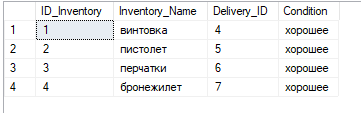 ID_Inventory Inventory_Name Delivery_ID Condition
1 1 винтовка 4 хорошее
2 2 пистолет 5 хорошее
3 3 перчатки 6 хорошее
4 4 бронежилет 7 хорошее